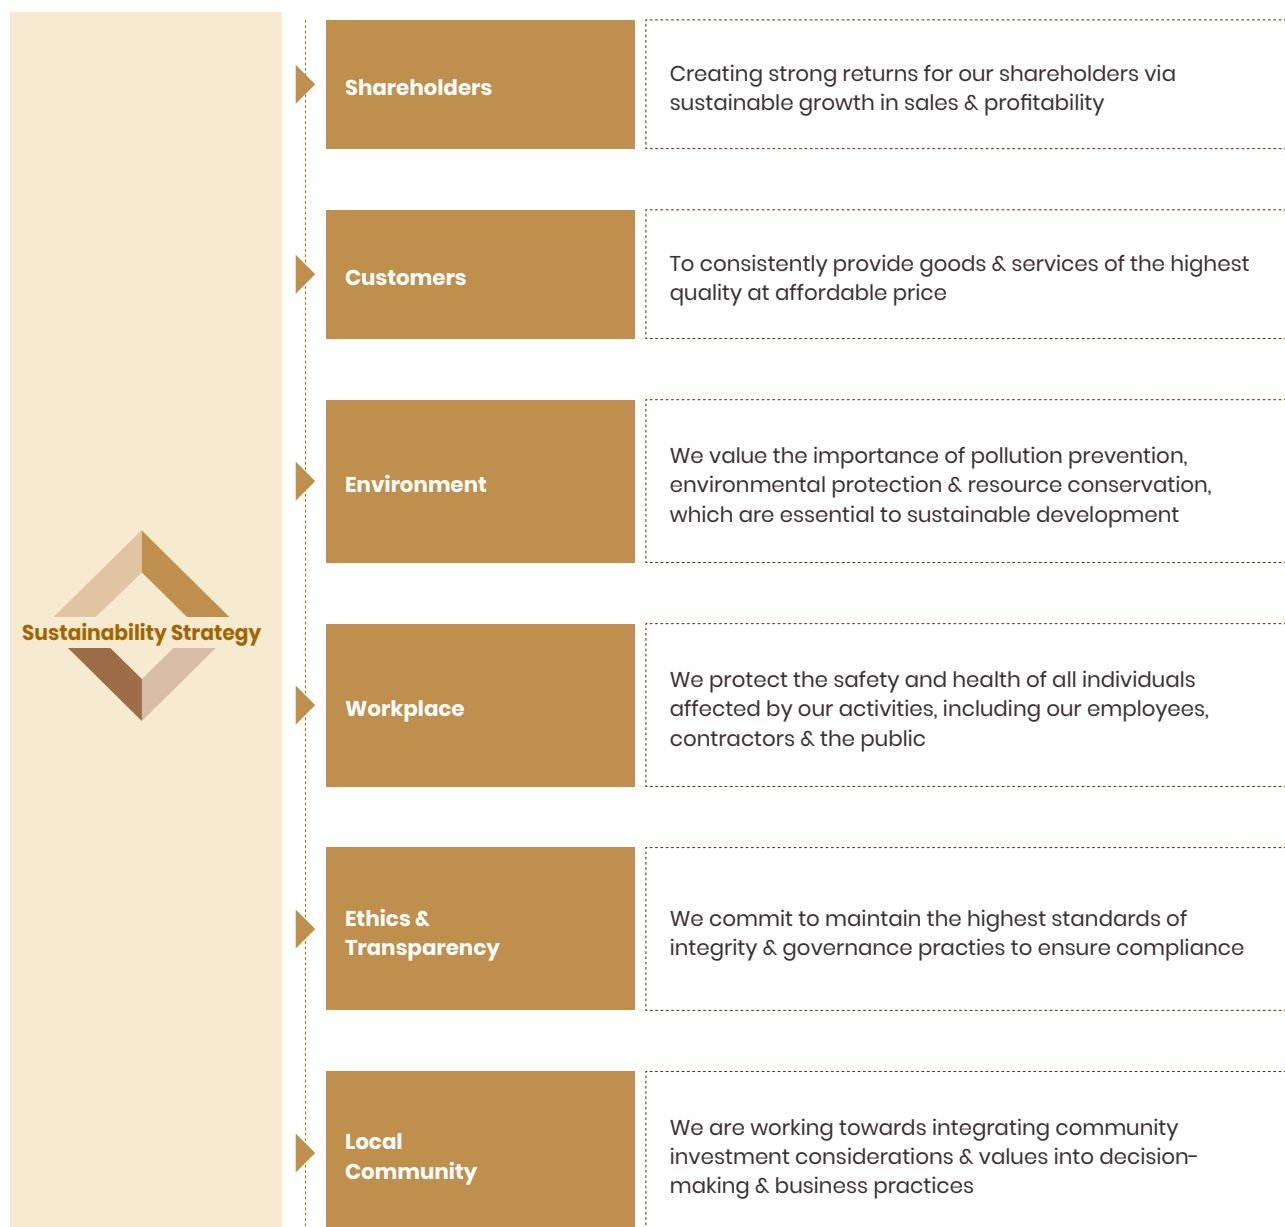 Shareholders
Creating strong returns for our shareholders via
sustainable growth in sales & profitability
Customers
To consistently provide goods & services of the highest
quality at affordable price
Environment
We value the importance of pollution prevention,
environmental protection & resource conservation,
which are essential to sustainable development
Sustainability Strategy
Workplace
We protect the safety and health of all individuals
affected by our activities, including our employees,
contractors & the public
Ethics &
Transparency
We commit to maintain the highest standards of
integrity & governance practies to ensure compliance
Local
Community
We are working towards integrating community
investment considerations & values into decision-
making & business practices